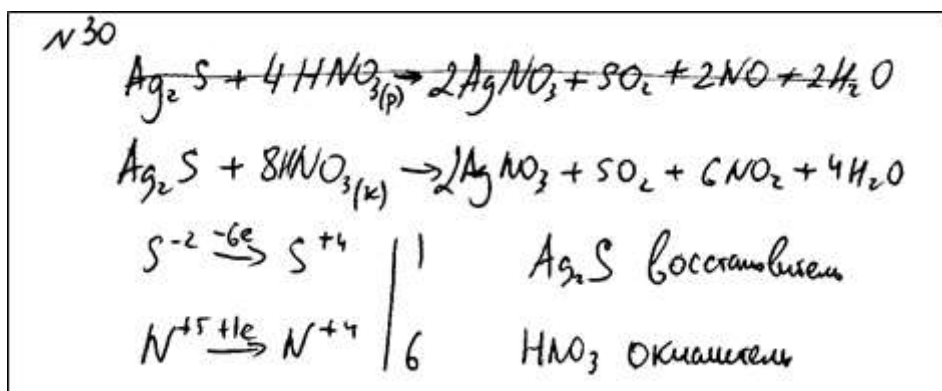 №30
Ag₂S + 4HNO₃(р) → 2AgNO₃ + SO₂ + 2NO + 2H₂O
Ag₂S + 8HNO₃(к) → 2AgNO₃ + SO₂ + 6NO₂ + 4H₂O
S⁻² -6e→ S⁺⁴ | 1 Ag₂S восстановитель
N⁺⁵ +1e→ N⁺⁴ | 6 HNO₃ окислитель